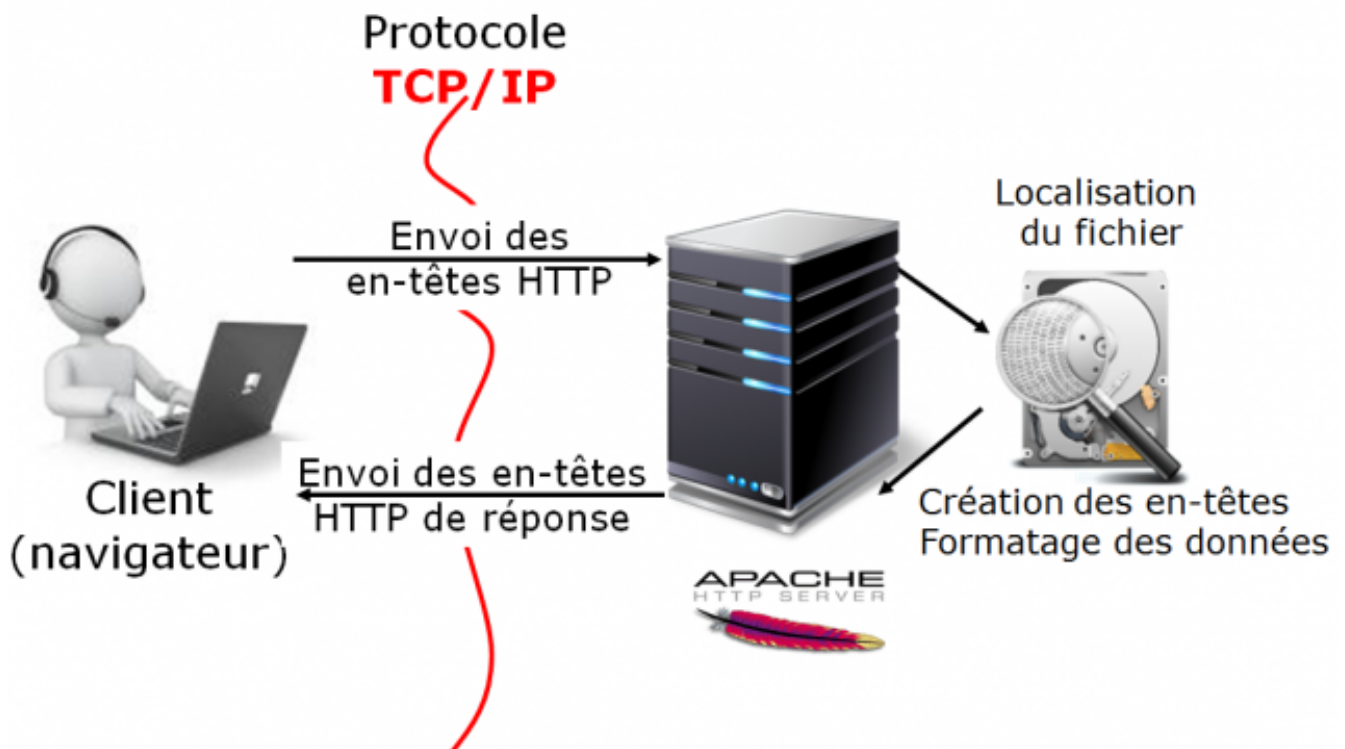 Protocole
TCP/IP
Localisation
du fichier
Envoi des
en-têtes HTTP
Envoi des en-têtes
HTTP de réponse
Client
(navigateur)
Création des en-têtes
Formatage des données
APACHE
HTTP SERVER